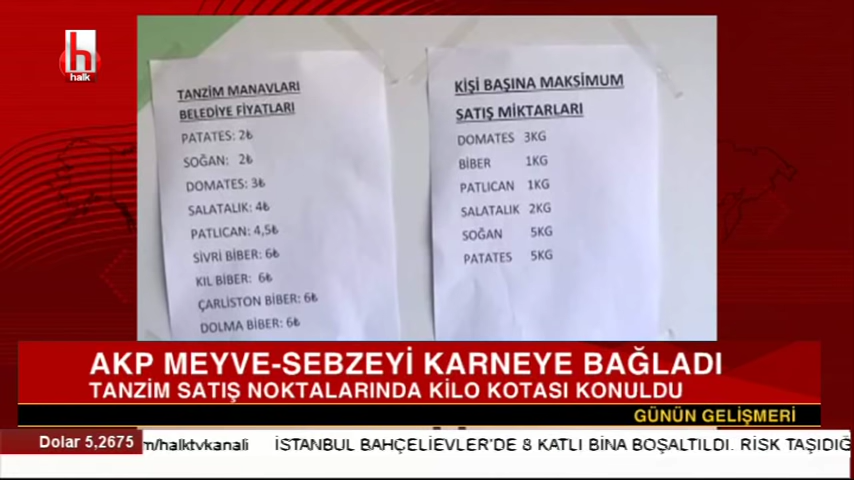 halk
TANZİM MANAVLARI
BELEDİYE FİYATLARI
PATATES: 2₺
SOĞAN: 2₺
DOMATES: 3₺
SALATALIK: 4₺
PATLICAN: 4,5₺
SİVRİ BİBER: 6₺
KIL BİBER: 6₺
ÇARLİSTON BİBER: 6₺
DOLMA BİBER: 6₺
KİŞİ BAŞINA MAKSİMUM
SATIŞ MİKTARLARI
DOMATES 3KG
BİBER 1KG
PATLICAN 1KG
SALATALIK 2KG
SOĞAN 5KG
PATATES 5KG
AKP MEYVE-SEBZEYİ KARNEYE BAĞLADI
TANZİM SATIŞ NOKTALARINDA KİLO KOTASI KONULDU
GÜNÜN GELİŞMERİ
Dolar 5,2675 m/halktvkanali İSTANBUL BAHÇELİEVLER'DE 8 KATLI BİNA BOŞALTILDI. RİSK TAŞIDIĞ